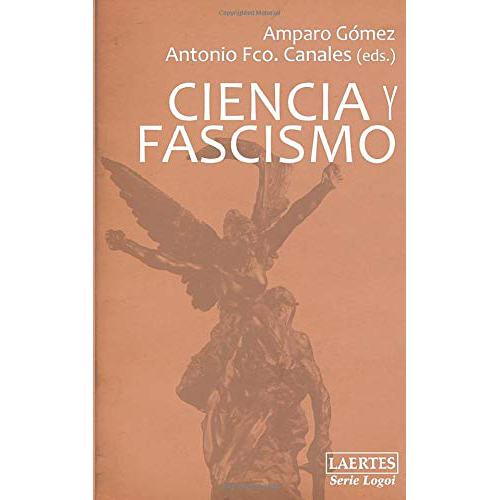 Amparo Gómez
Antonio Fco. Canales (eds.)
CIENCIA Y
FASCISMO
LAERTES
Serie Logoi